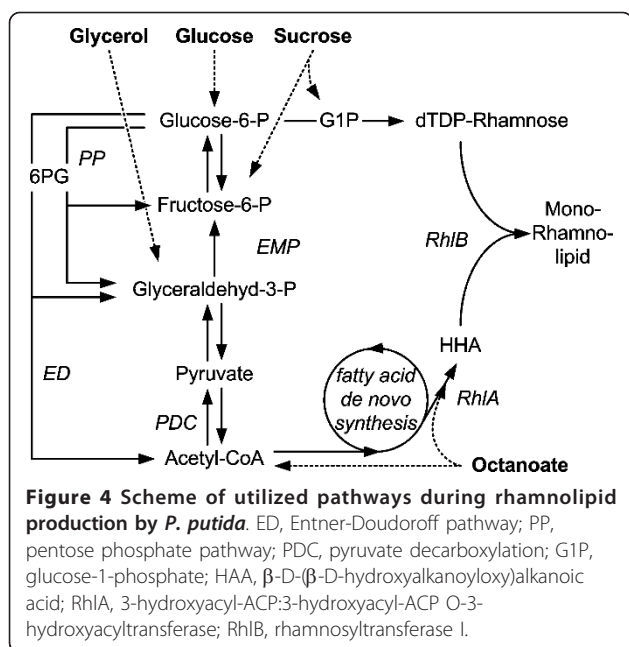 Glycerol Glucose Sucrose
Glucose-6-P G1P dTDP-Rhamnose
PP
6PG
Fructose-6-P
Mono-
Rhamno-
lipid
RhlB
EMP
Glyceraldehyd-3-P
HHA
ED
Pyruvate
fatty acid
de novo
synthesis
RhlA
PDC
Acetyl-CoA
Octanoate
Figure 4 Scheme of utilized pathways during rhamnolipid
production by P. putida. ED, Entner-Doudoroff pathway; PP,
pentose phosphate pathway; PDC, pyruvate decarboxylation; G1P,
glucose-1-phosphate; HAA, β-D-(β-D-hydroxyalkanoyloxy)alkanoic
acid; RhlA, 3-hydroxyacyl-ACP:3-hydroxyacyl-ACP O-3-
hydroxyacyltransferase; RhlB, rhamnosyltransferase I.